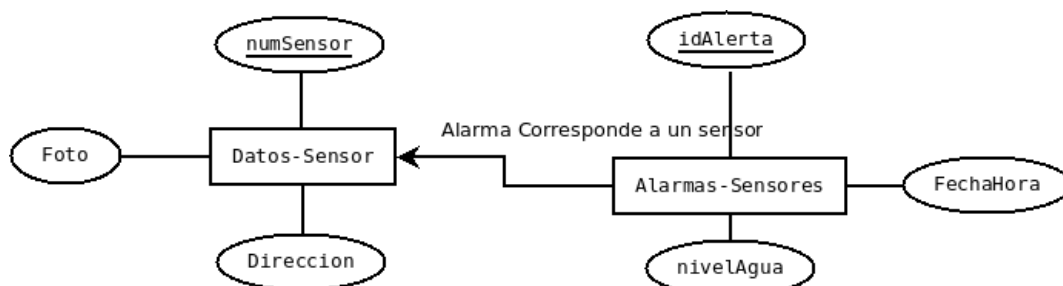 numSensor
idAlerta
Alarma Corresponde a un sensor
Foto
Datos-Sensor
Alarmas-Sensores
FechaHora
Direccion
nivelAgua